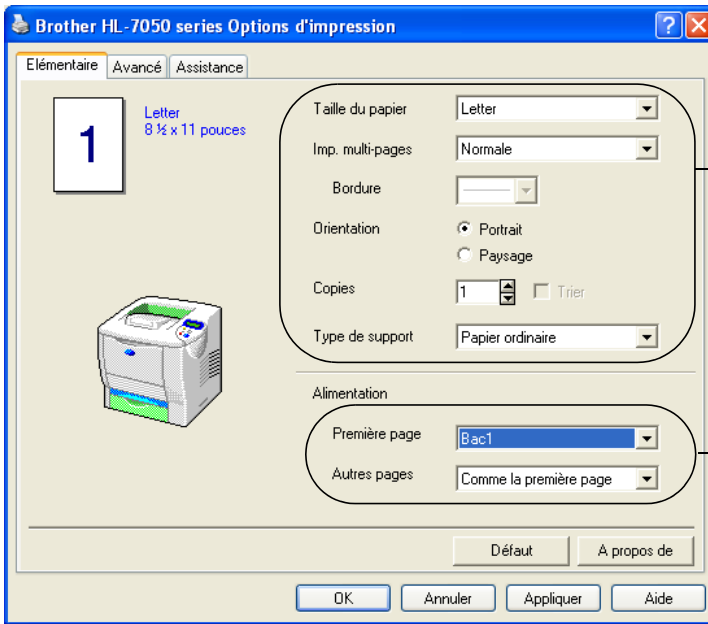 Brother HL-7050 series Options d'impression
Elémentaire Avancé Assistance
1
Letter
8 ½ x 11 pouces
Taille du papier Letter
Imp. multi-pages Normale
Bordure
Orientation Portrait
Paysage
Copies 1 Trier
Type de support Papier ordinaire
Alimentation
Première page Bac1
Autres pages Comme la première page
Défaut A propos de
OK Annuler Appliquer Aide